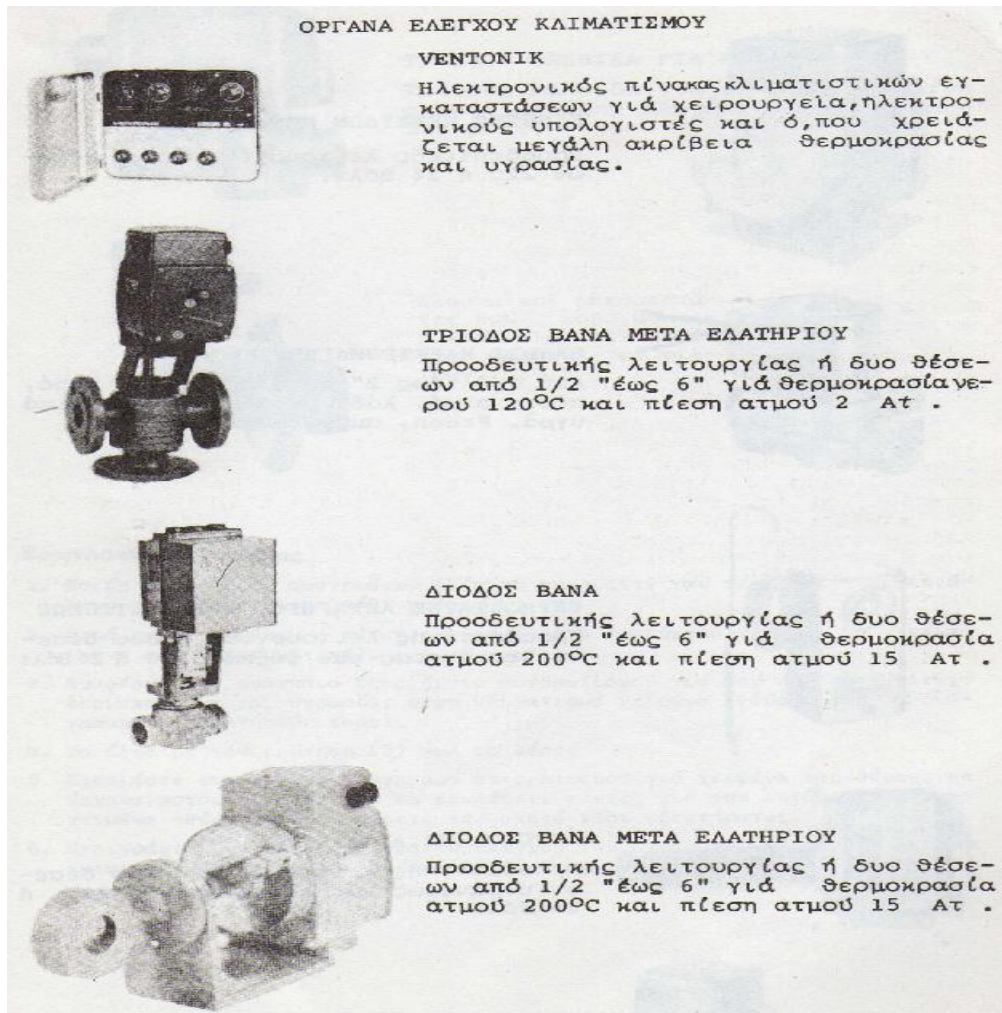 ΟΡΓΑΝΑ ΕΛΕΓΧΟΥ ΚΛΙΜΑΤΙΣΜΟΥ
VENTONIK
Ηλεκτρονικός πίνακας κλιματιστικών εγ-
καταστάσεων γιά χειρουργεία, ηλεκτρο-
νικούς υπολογιστές και ό,που χρειά-
ζεται μεγάλη ακρίβεια θερμοκρασίας
και υγρασίας.
ΤΡΙΟΔΟΣ ΒΑΝΑ ΜΕΤΑ ΕΛΑΤΗΡΙΟΥ
Προοδευτικής λειτουργίας ή δυο θέσε-
ων από 1/2 "έως 6" γιά θερμοκρασία νε-
ρού 120°C και πίεση ατμού 2 At .
ΔΙΟΔΟΣ ΒΑΝΑ
Προοδευτικής λειτουργίας ή δυο θέσε-
ων από 1/2 "έως 6" γιά θερμοκρασία
ατμού 200°C και πίεση ατμού 15 Ατ .
ΔΙΟΔΟΣ ΒΑΝΑ ΜΕΤΑ ΕΛΑΤΗΡΙΟΥ
Προοδευτικής λειτουργίας ή δυο θέσε-
ων από 1/2 "έως 6" γιά θερμοκρασία
ατμού 200°C και πίεση ατμού 15 Ατ .